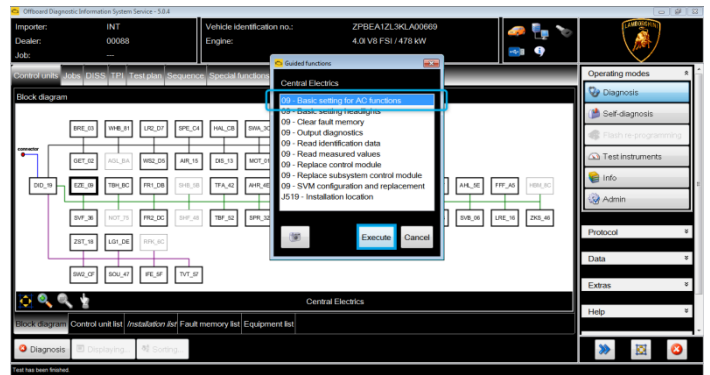 Offboard Diagnostic Information System Service - 5.0.4
Importer: INT Vehicle identification no.: ZPBEA1ZL3KLA00669
Dealer: 00088 Engine: 4.0l V8 FSI / 478 kW
Job: ---
LAMBORGHINI
Control units Jobs DISS TPI Test plan Sequence Special functions
Block diagram
Guided functions
Central Electrics
09 - Basic setting for AC functions
09 - Basic setting headlights
09 - Clear fault memory
09 - Output diagnostics
09 - Read identification data
09 - Read measured values
09 - Replace control module
09 - Replace subsystem control module
09 - SVM configuration and replacement
J519 - Installation location
Execute Cancel
BRE_03 WHB_81 LR2_D7 SPE_C4 HAL_CB SWA_3C
connector
GET_02 AGL_BA WS2_D5 AIR_15 DIS_13 MOT_01
DID_19 EZE_09 TBH_BC FR1_DB SHB_5B TFA_42 AHR_4E AHL_3E FFF_A5 HBM_8C
SVF_36 NOT_75 FR2_DC SHF_48 TBF_52 SPR_32 SVB_06 LRE_16 ZKS_46
ZST_18 LG1_DE RFK_6C
SW2_CF SOU_47 IFE_5F TVT_57
Central Electrics
Block diagram Control unit list Installation list Fault memory list Equipment list
Diagnosis Displaying... Sorting...
Test has been finished.
Operating modes
Diagnosis
Self-diagnosis
Flash re-programming
Test instruments
Info
Admin
Protocol
Data
Extras
Help